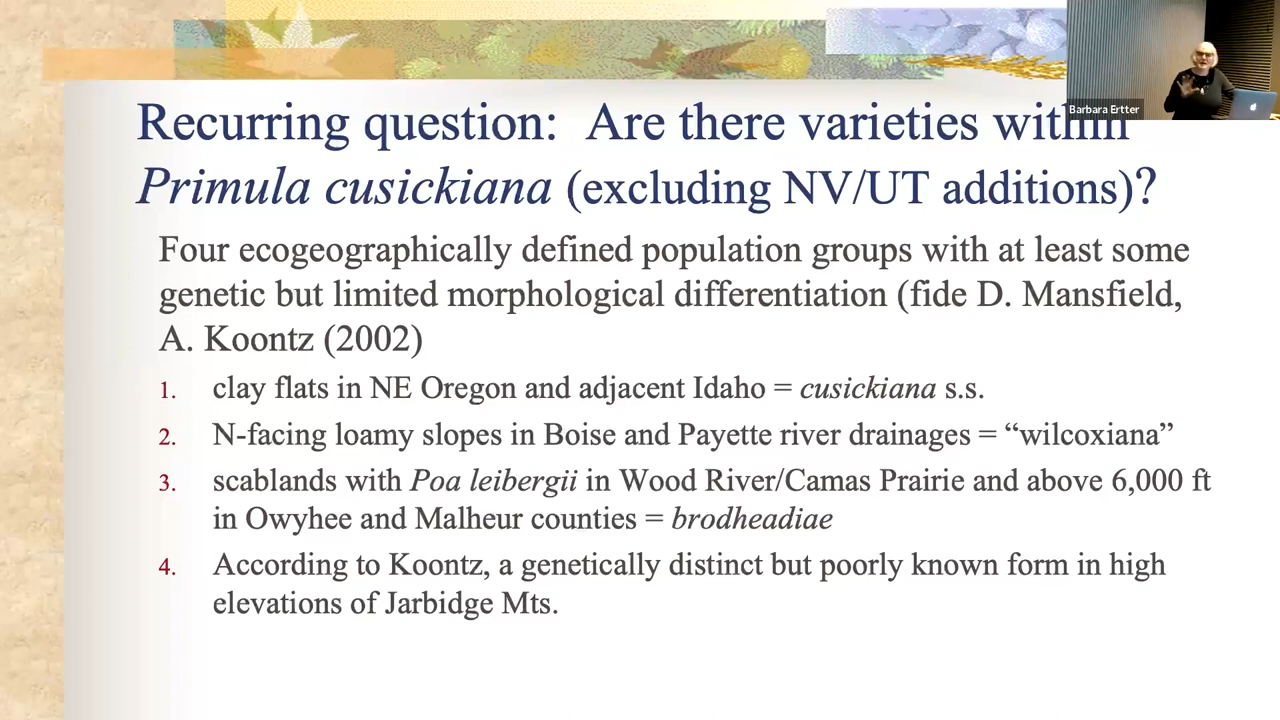 Barbara Ertter
Recurring question: Are there varieties within
Primula cusickiana (excluding NV/UT additions)?
Four ecogeographically defined population groups with at least some
genetic but limited morphological differentiation (fide D. Mansfield,
A. Koontz (2002)
1. clay flats in NE Oregon and adjacent Idaho = cusickiana s.s.
2. N-facing loamy slopes in Boise and Payette river drainages = “wilcoxiana”
3. scablands with Poa leibergii in Wood River/Camas Prairie and above 6,000 ft
in Owyhee and Malheur counties = brodheadiae
4. According to Koontz, a genetically distinct but poorly known form in high
elevations of Jarbidge Mts.